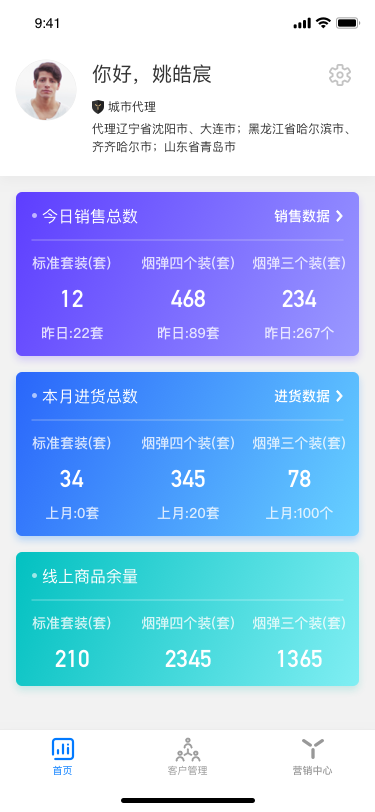 9:41
你好，姚皓宸
城市代理
代理辽宁省沈阳市、大连市；黑龙江省哈尔滨市、
齐齐哈尔市；山东省青岛市
今日销售总数 销售数据
标准套装(套) 烟弹四个装(套) 烟弹三个装(套)
12 468 234
昨日:22套 昨日:89套 昨日:267个
本月进货总数 进货数据
标准套装(套) 烟弹四个装(套) 烟弹三个装(套)
34 345 78
上月:0套 上月:20套 上月:100个
线上商品余量
标准套装(套) 烟弹四个装(套) 烟弹三个装(套)
210 2345 1365
首页 客户管理 营销中心